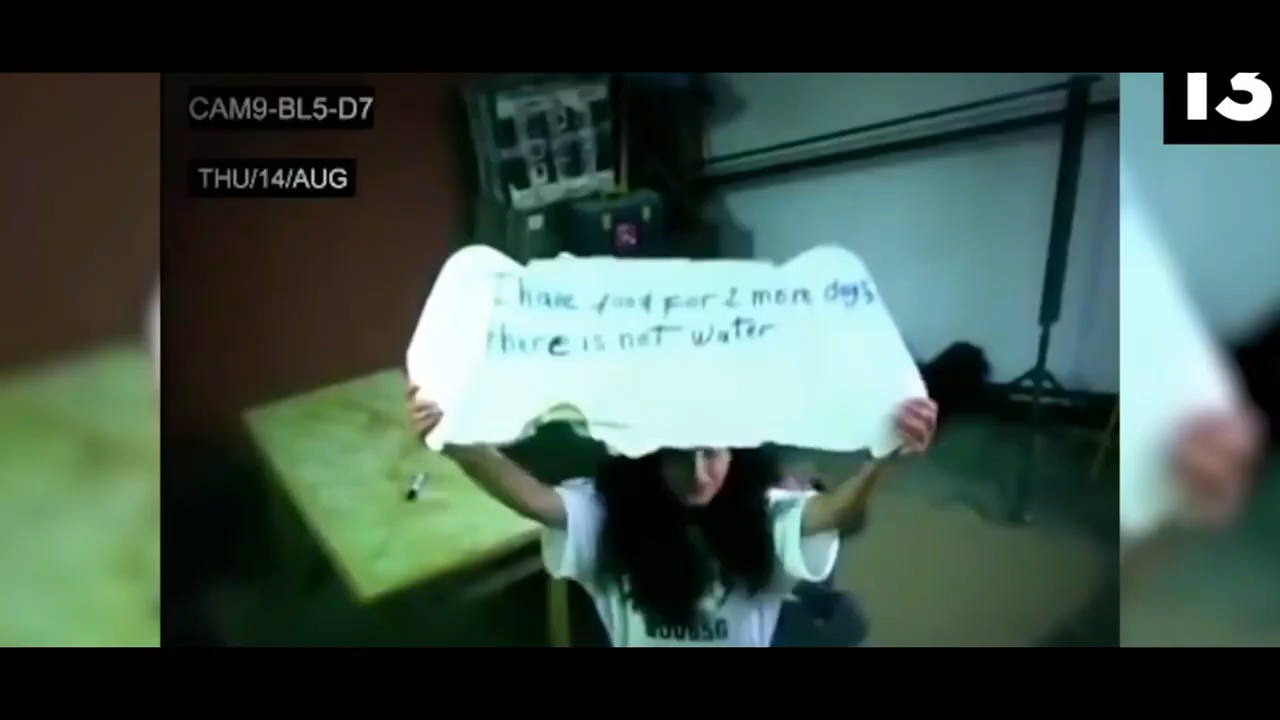 CAM9-BL5-D7
13
THU/14/AUG
I have food for 2 more days
there is not water